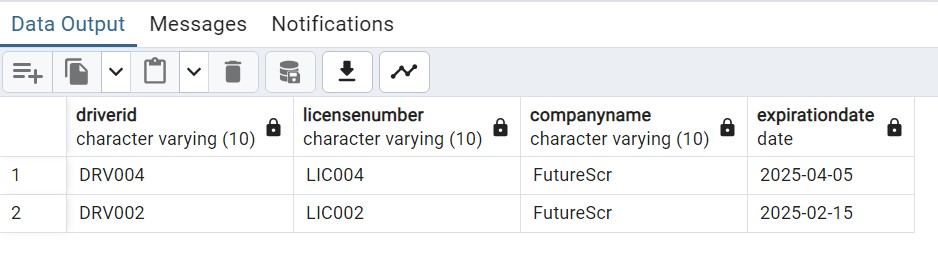 Data Output Messages Notifications
driverid licensenumber companyname expirationdate
character varying (10) character varying (10) character varying (10) date
1 DRV004 LIC004 FutureScr 2025-04-05
2 DRV002 LIC002 FutureScr 2025-02-15